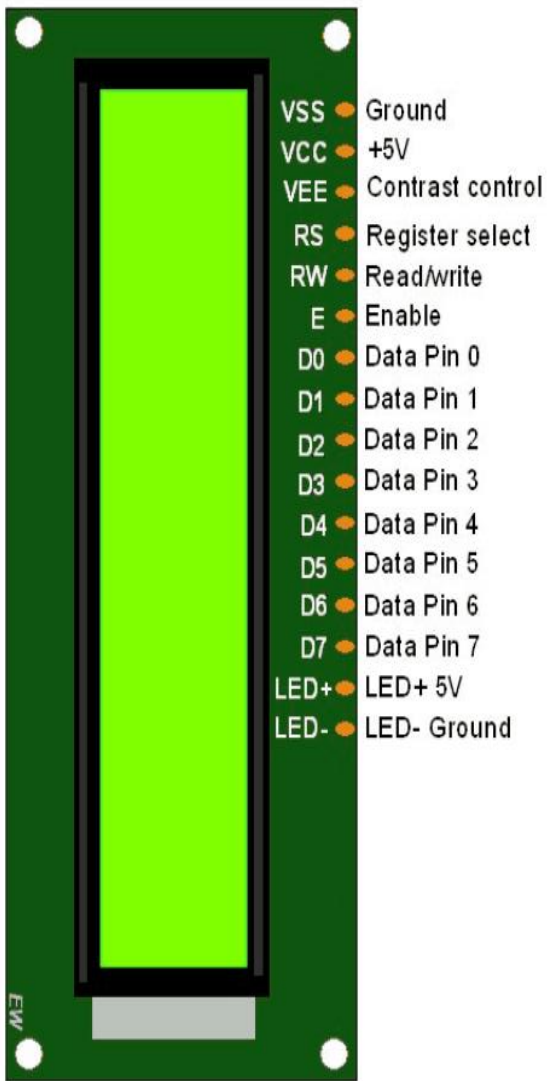 VSS Ground
VCC +5V
VEE Contrast control
RS Register select
RW Read/write
E Enable
D0 Data Pin 0
D1 Data Pin 1
D2 Data Pin 2
D3 Data Pin 3
D4 Data Pin 4
D5 Data Pin 5
D6 Data Pin 6
D7 Data Pin 7
LED+ LED+ 5V
LED- LED- Ground
EW